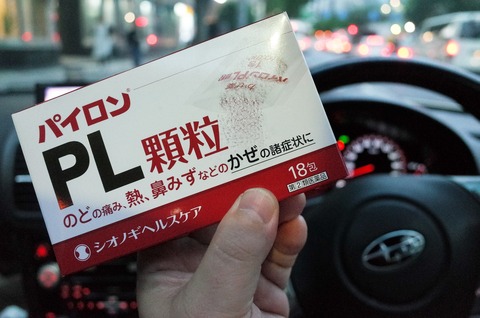 パイロン®
PL顆粒
のどの痛み、熱、鼻みずなどのかぜの諸症状に
18包
シオノギヘルスケア